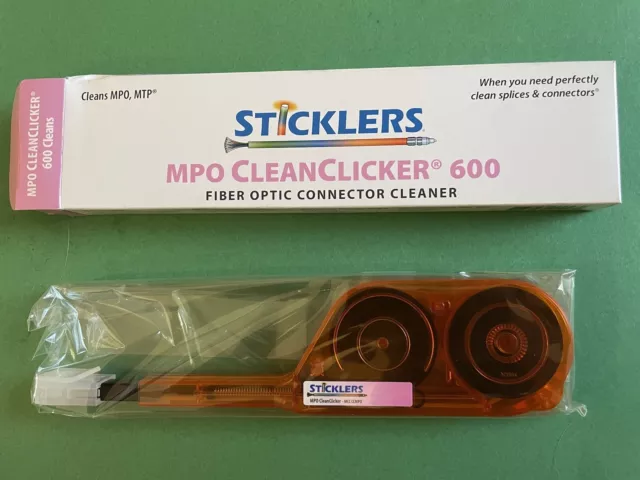 MPO CLEANCLICKER®
600 Cleans
Cleans MPO, MTP®
When you need perfectly
clean splices & connectors®
STICKLERS
MPO CLEANCLICKER® 600
FIBER OPTIC CONNECTOR CLEANER
STICKLERS
MPO CleanClicker